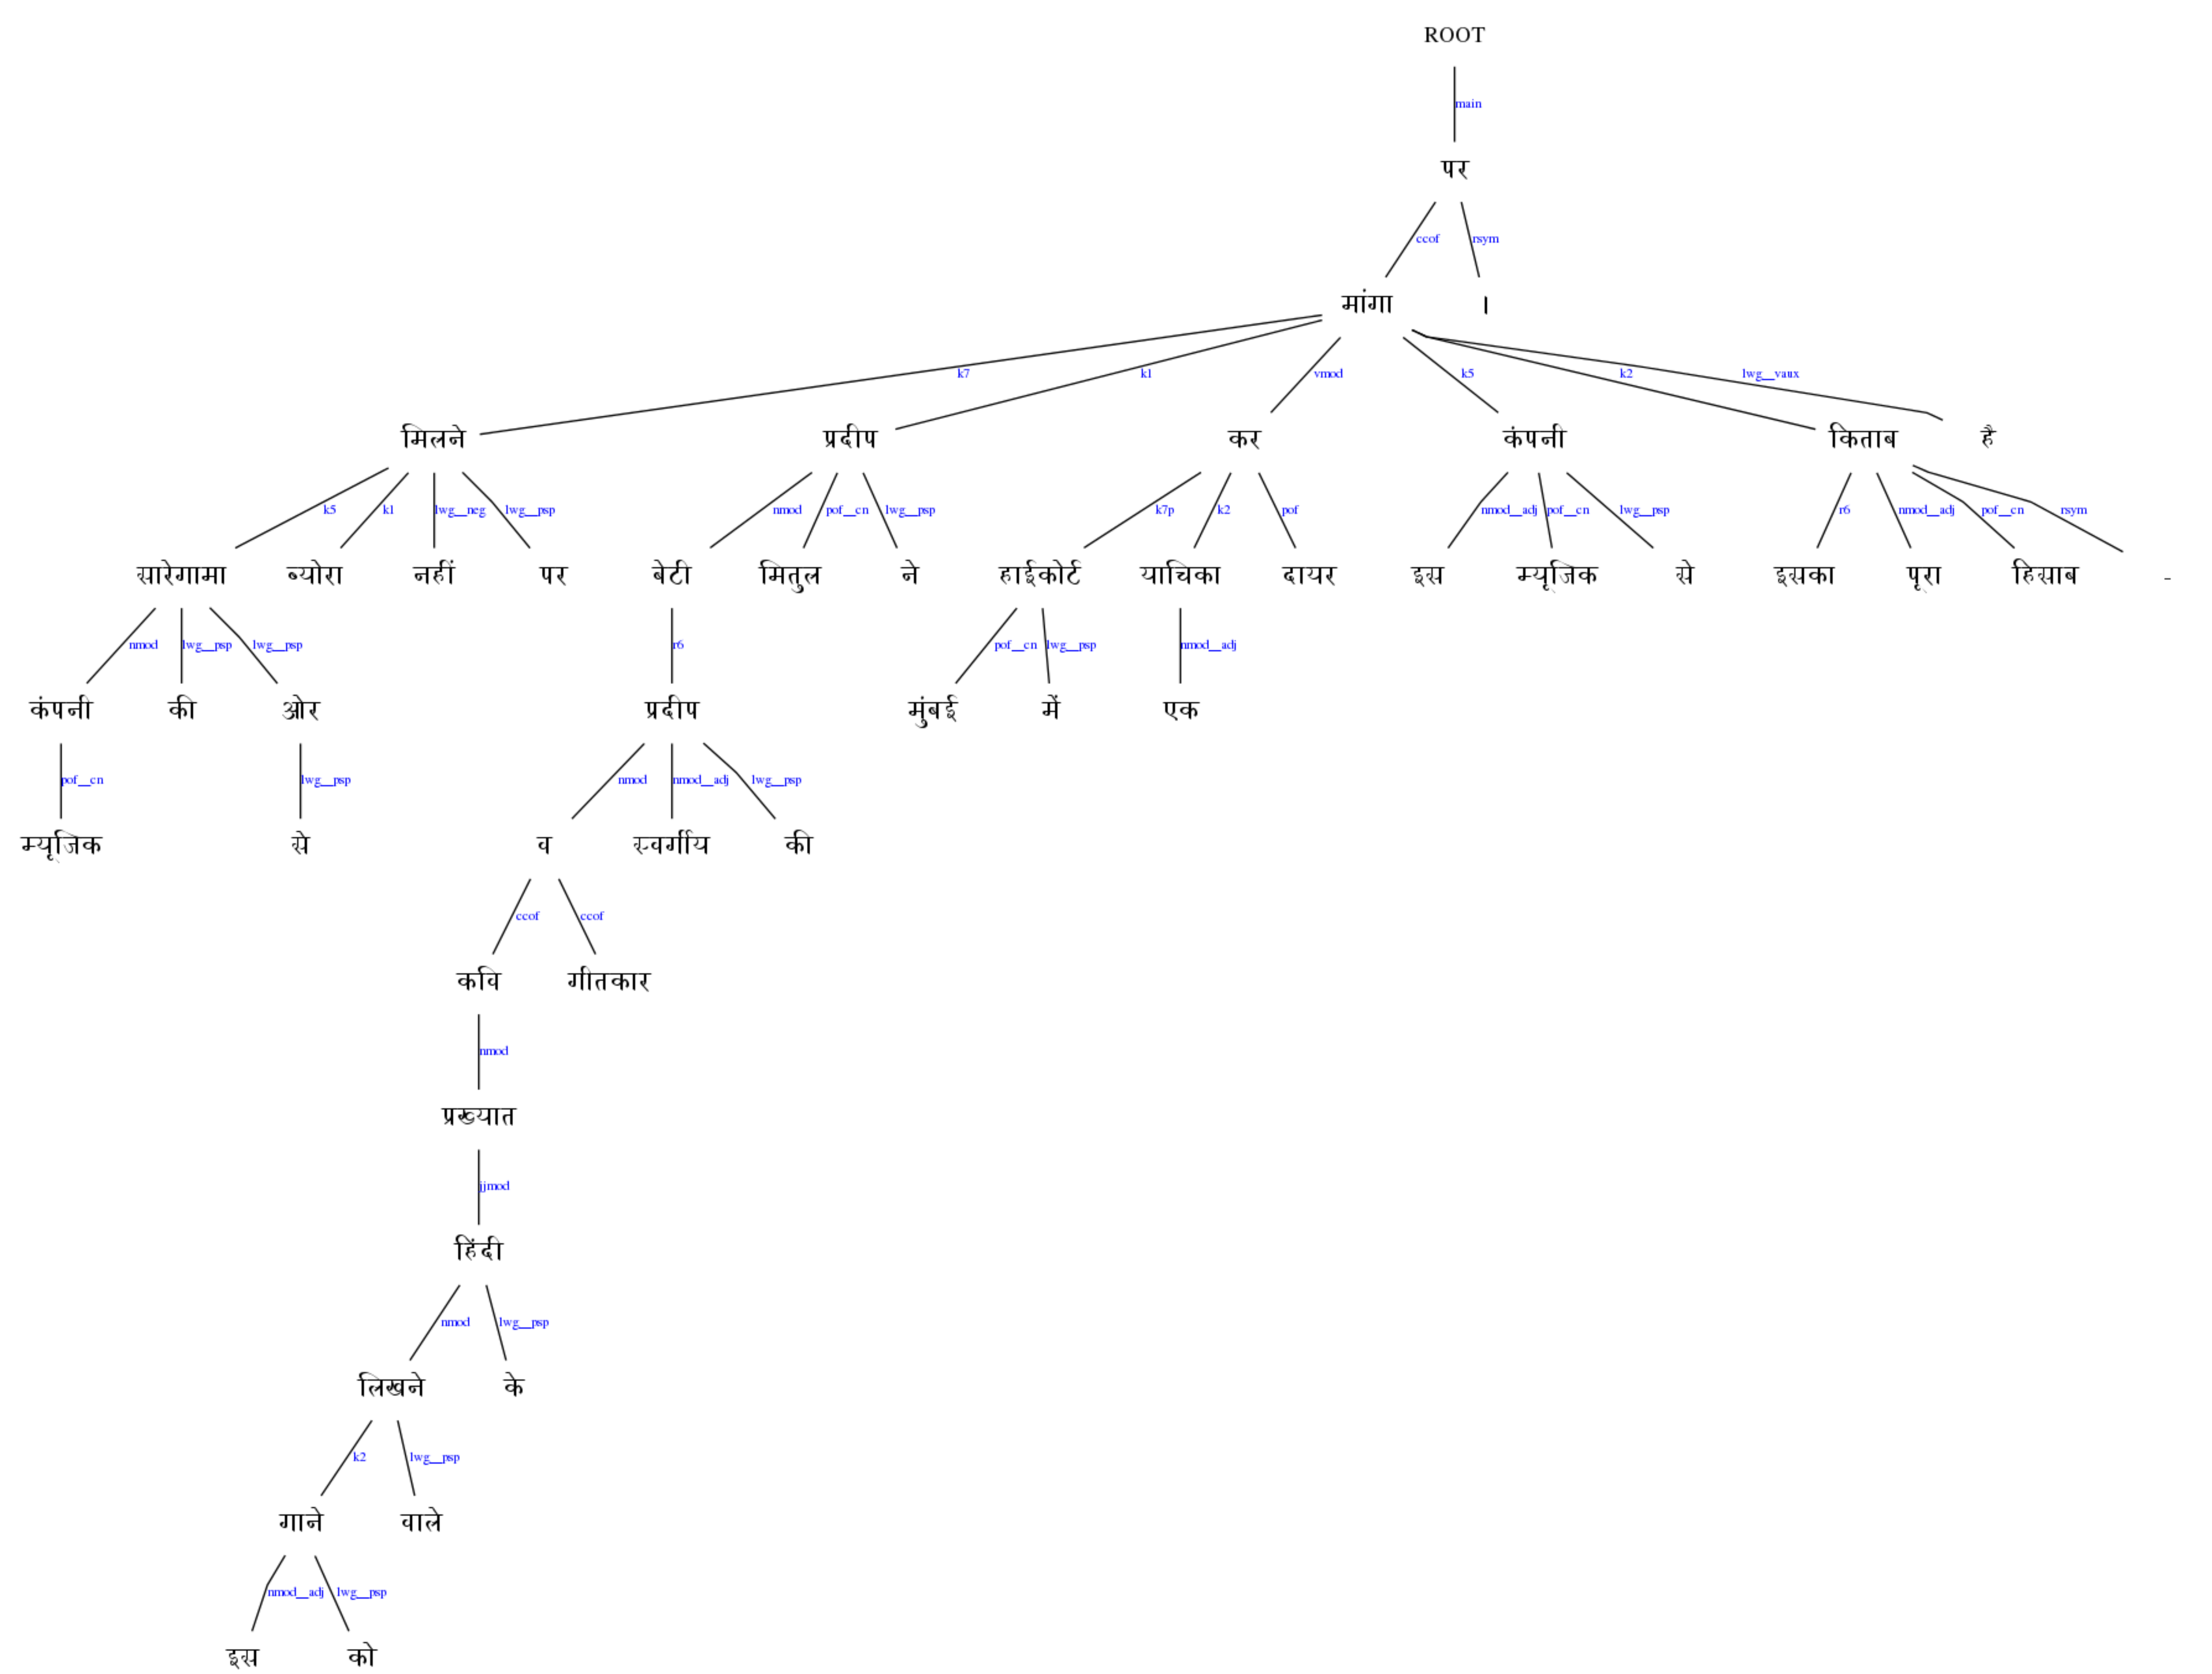 ROOT
main
पर
ccof rsym
मांगा ।
k7 k1 vmod k5 k2 lwg__vaux
मिलने प्रदीप कर कंपनी किताब है
k5 k1 lwg__neg lwg__psp nmod pof__cn lwg__psp k7p k2 pof nmod__adj pof__cn lwg__psp r6 nmod__adj pof__cn rsym
सारेगामा ब्योरा नहीं पर बेटी मितुल ने हाईकोर्ट याचिका दायर इस म्यूजिक से इसका पूरा हिसाब -
nmod lwg__psp lwg__psp r6 pof__cn lwg__psp nmod__adj
कंपनी की ओर प्रदीप मुंबई में एक
pof__cn lwg__psp nmod nmod__adj lwg__psp
म्यूजिक से व स्वर्गीय की
ccof ccof
कवि गीतकार
nmod
प्रख्यात
jjmod
हिंदी
nmod lwg__psp
लिखने के
k2 lwg__psp
गाने वाले
nmod__adj lwg__psp
इस को